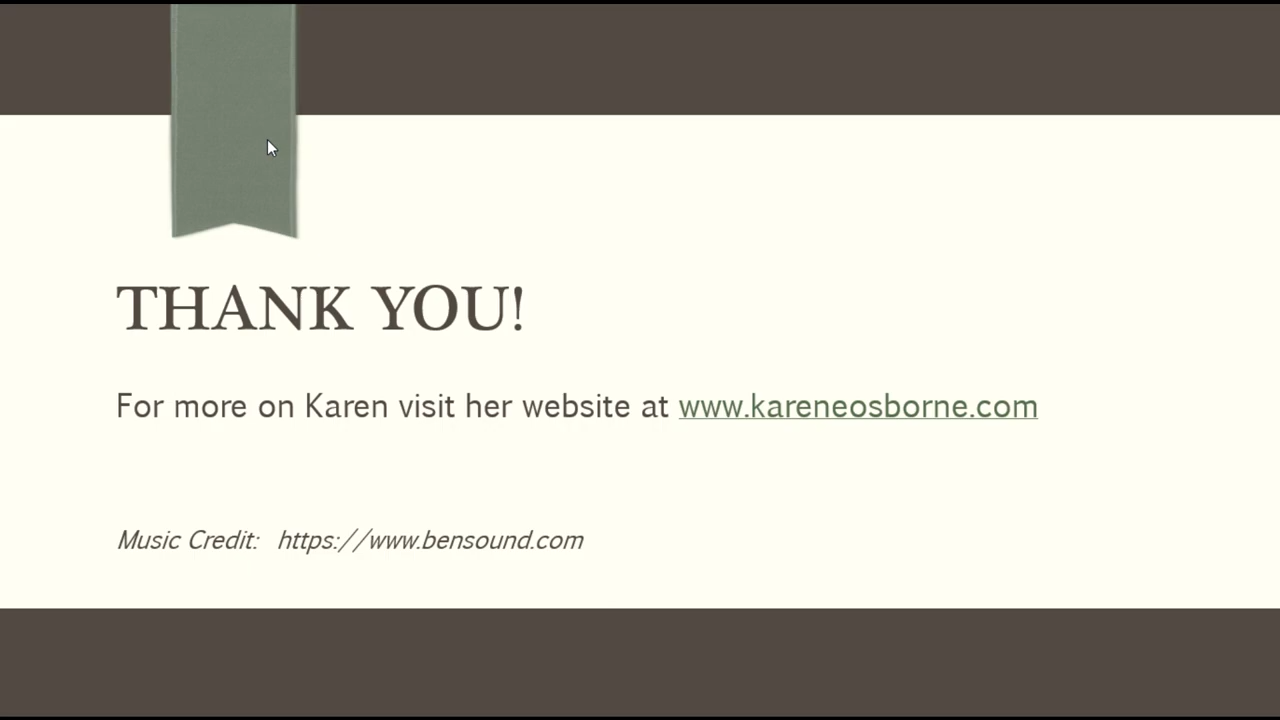 THANK YOU!
For more on Karen visit her website at www.kareneosborne.com
Music Credit: https://www.bensound.com